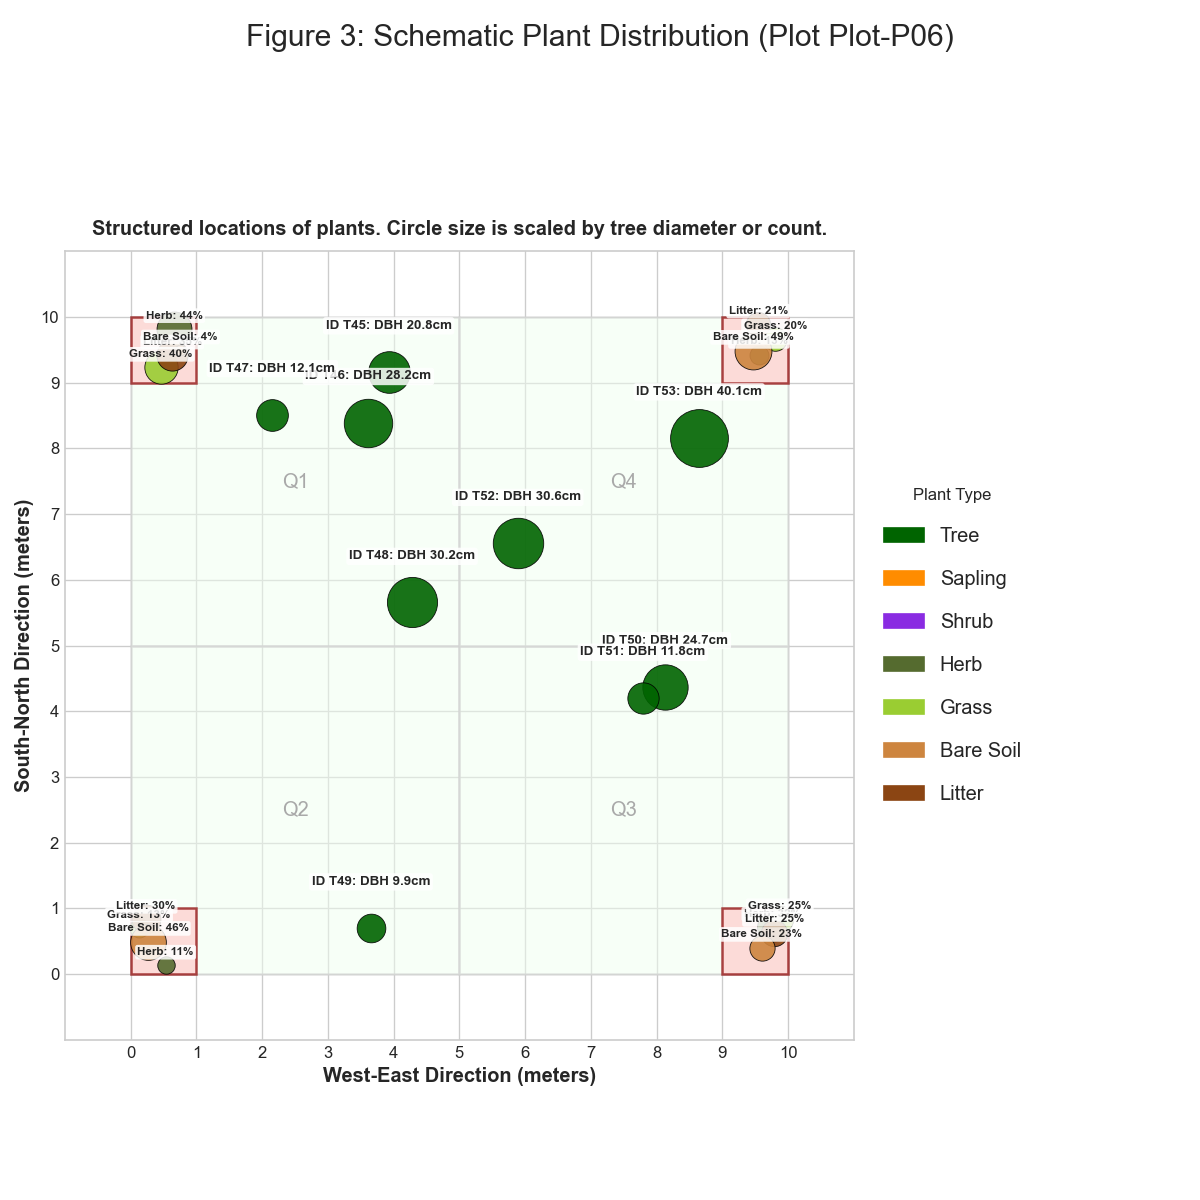 Figure 3: Schematic Plant Distribution (Plot Plot-P06)
Structured locations of plants. Circle size is scaled by tree diameter or count.
Herb: 44%
Bare Soil: 4%
Grass: 40%
ID T45: DBH 20.8cm
ID T47: DBH 12.1cm
DBH 28.2cm
Litter: 21%
Grass: 20%
Bare Soil: 49%
ID T53: DBH 40.1cm
Q1
Q4
ID T52: DBH 30.6cm
ID T48: DBH 30.2cm
ID T50: DBH 24.7cm
ID T51: DBH 11.8cm
Q2
Q3
ID T49: DBH 9.9cm
Litter: 30%
Grass: 13%
Bare Soil: 46%
Herb: 11%
Grass: 25%
Litter: 25%
Bare Soil: 23%
10
9
8
7
6
5
4
3
2
1
0
0 1 2 3 4 5 6 7 8 9 10
South-North Direction (meters)
West-East Direction (meters)
Plant Type
Tree
Sapling
Shrub
Herb
Grass
Bare Soil
Litter